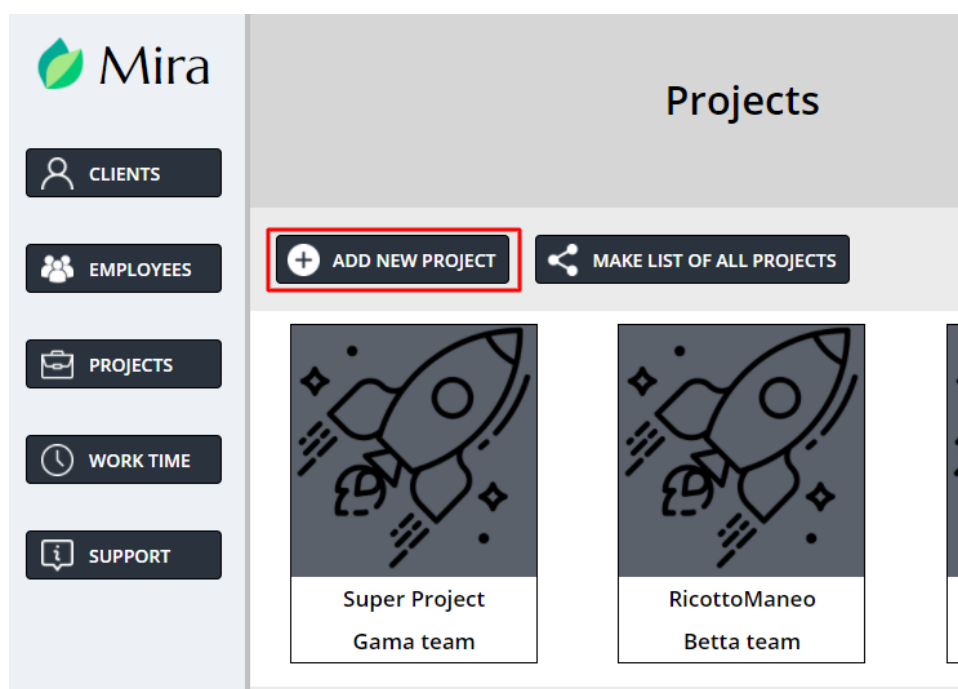 Mira
CLIENTS
EMPLOYEES
PROJECTS
WORK TIME
SUPPORT
Projects
ADD NEW PROJECT
MAKE LIST OF ALL PROJECTS
Super Project
Gama team
RicottoManeo
Betta team